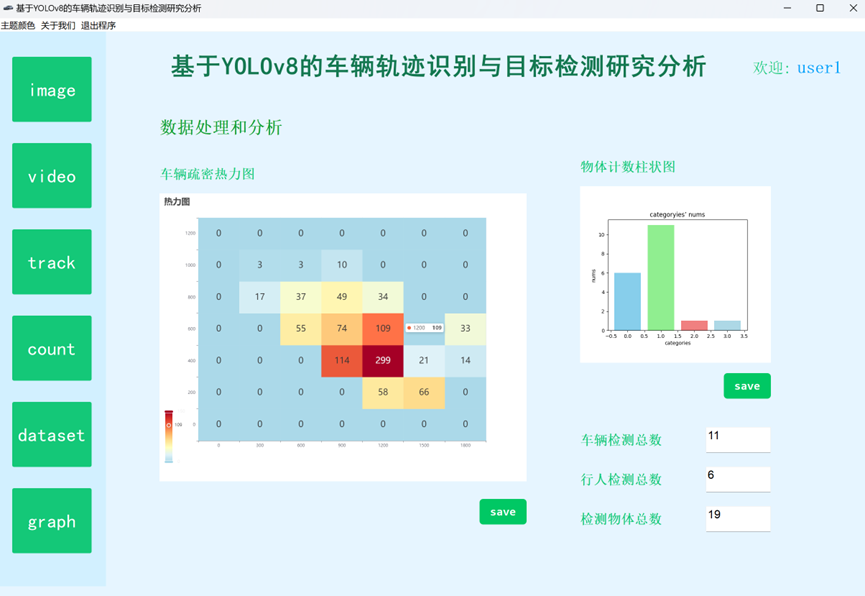 基于YOLOv8的车辆轨迹识别与目标检测研究分析
主题颜色 关于我们 退出程序
基于YOLOv8的车辆轨迹识别与目标检测研究分析
欢迎: user1
image
video
track
count
dataset
graph
数据处理和分析
车辆疏密热力图
热力图
1200 0 0 0 0 0 0 0
1000 0 3 3 10 0 0 0
800 0 17 37 49 34 0 0
600 0 0 55 74 109 1200 109 33
400 0 0 0 114 299 21 14
200 0 0 0 0 58 66 0
0 0 0 0 0 0 0 0
109
0 300 600 900 1200 1500 1800
save
物体计数柱状图
categoryies' nums
nums
10
8
6
4
2
0
−0.5 0.0 0.5 1.0 1.5 2.0 2.5 3.0 3.5
categories
save
车辆检测总数 11
行人检测总数 6
检测物体总数 19